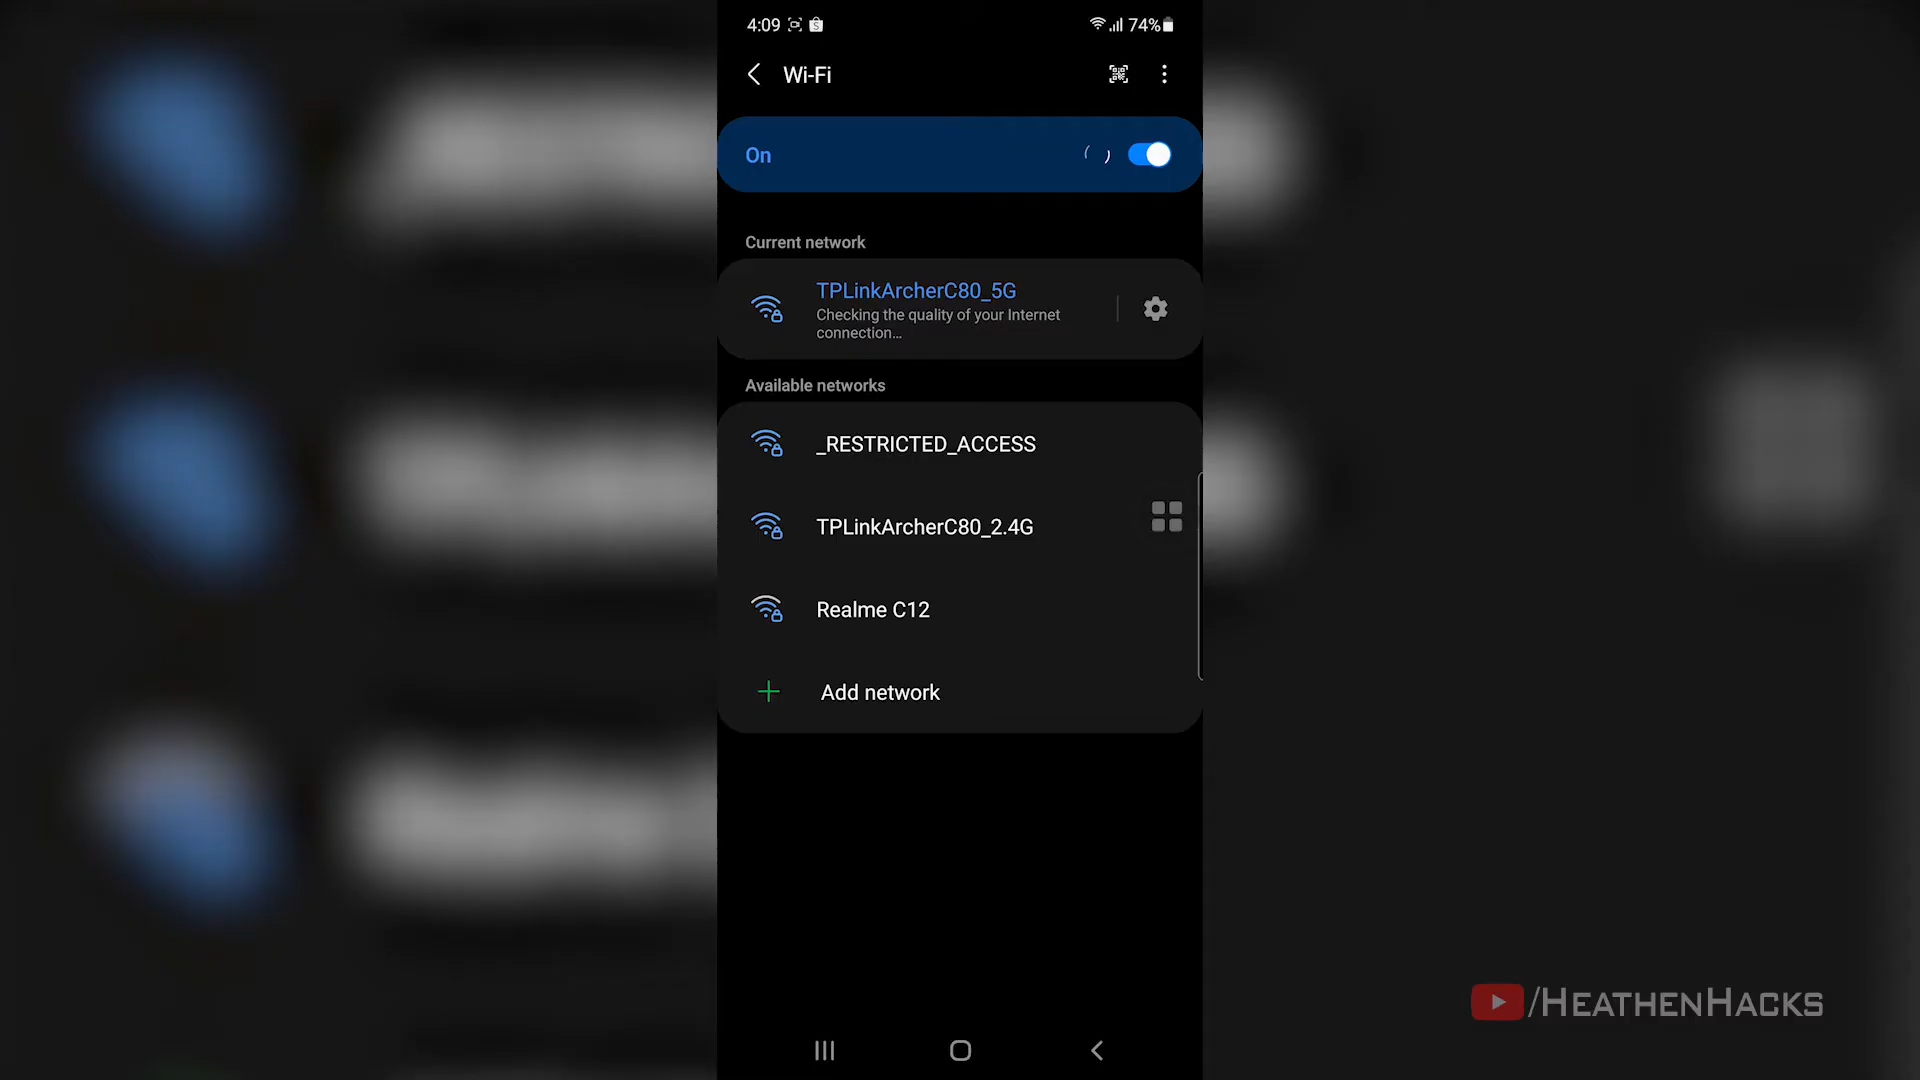 4:09
74%
Wi-Fi
On
Current network
TPLinkArcherC80_5G
Checking the quality of your Internet
connection...
Available networks
_RESTRICTED_ACCESS
TPLinkArcherC80_2.4G
Realme C12
Add network
/HEATHENHACKS